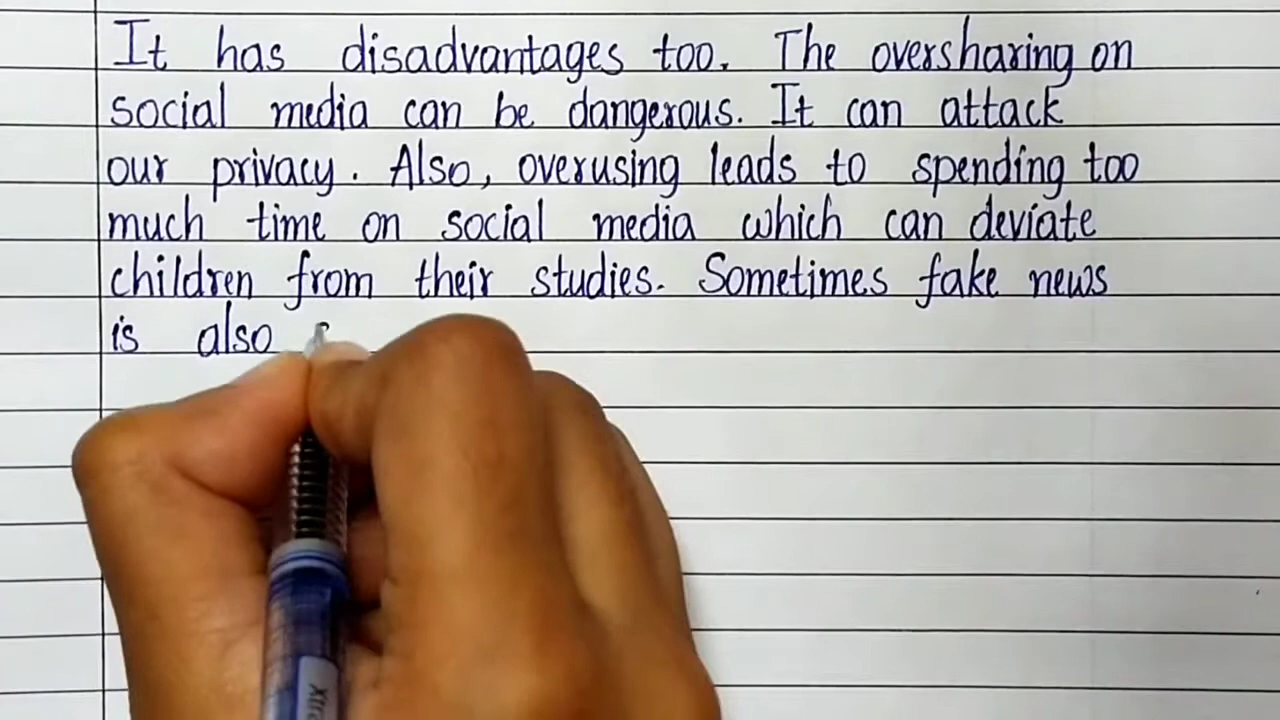 It has disadvantages too. The oversharing on
social media can be dangerous. It can attack
our privacy. Also, overusing leads to spending too
much time on social media which can deviate
children from their studies. Sometimes fake news
is also
Xtra